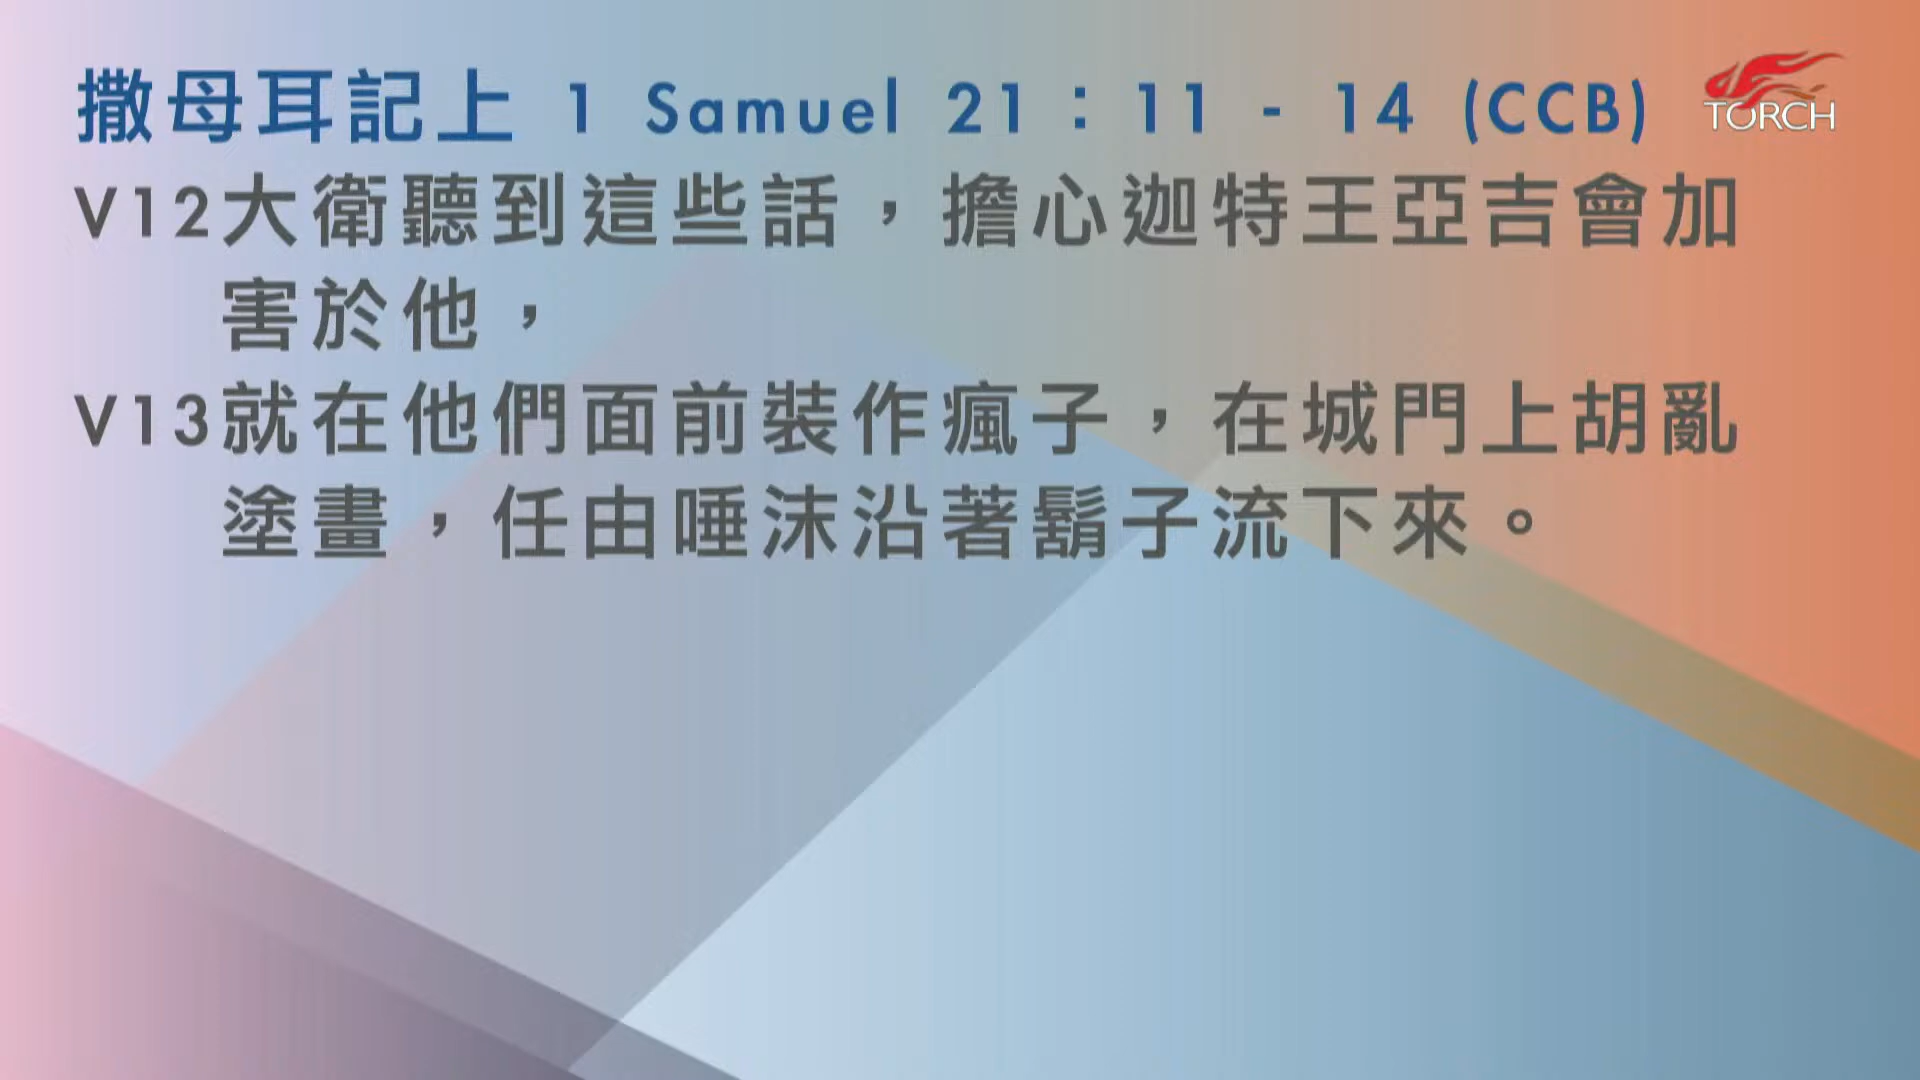 撒母耳記上 1 Samuel 21：11 - 14 (CCB)
TORCH
V12大衛聽到這些話，擔心迦特王亞吉會加
害於他，
V13就在他們面前裝作瘋子，在城門上胡亂
塗畫，任由唾沫沿著鬍子流下來。